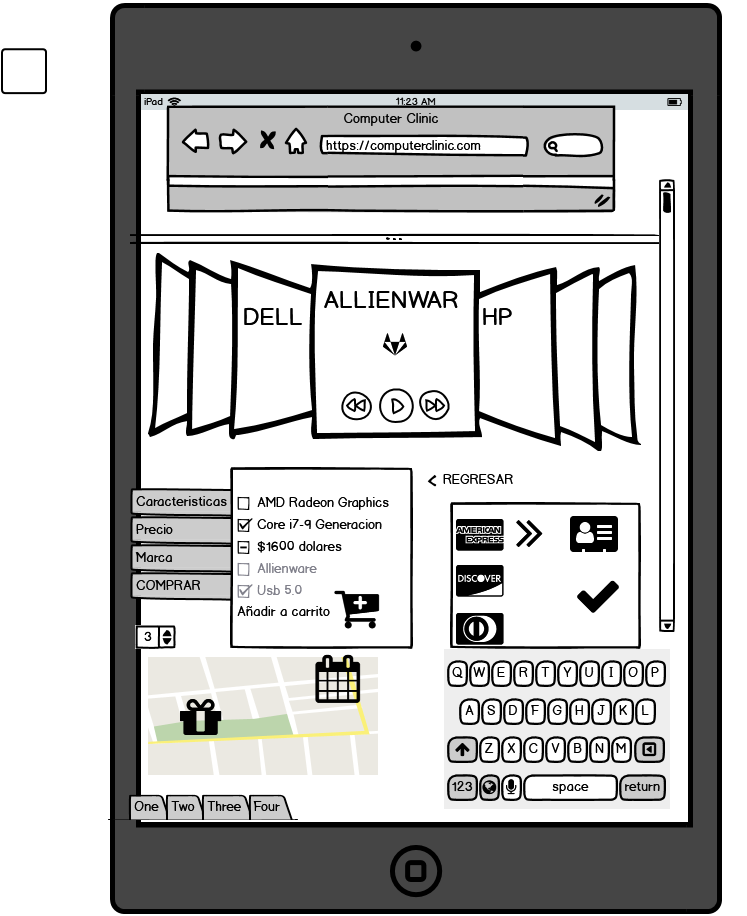 iPad 11:23 AM
Computer Clinic
https://computerclinic.com
DELL
ALLIENWAR
HP
REGRESAR
Caracteristicas
Precio
Marca
COMPRAR
AMD Radeon Graphics
Core i7-9 Generacion
$1600 dolares
Allienware
Usb 5.0
Añadir a carrito
AMERICAN
EXPRESS
DISCOVER
3
Q W E R T Y U I O P
A S D F G H J K L
Z X C V B N M
123 space return
One Two Three Four